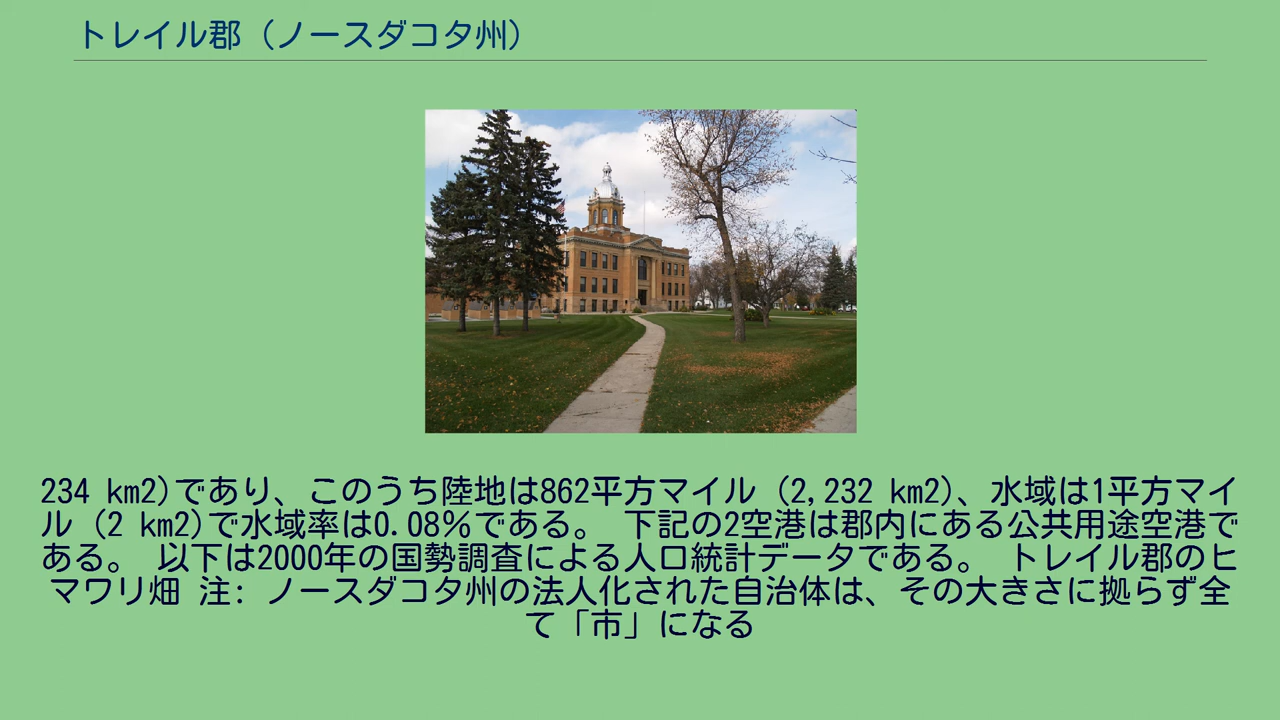 トレイル郡（ノースダコタ州）
234 km2)であり、このうち陸地は862平方マイル (2,232 km2)、水域は1平方マイ
ル (2 km2)で水域率は0.08%である。 下記の2空港は郡内にある公共用途空港で
ある。 以下は2000年の国勢調査による人口統計データである。 トレイル郡のヒ
マワリ畑 注: ノースダコタ州の法人化された自治体は、その大きさに拠らず全
て「市」になる